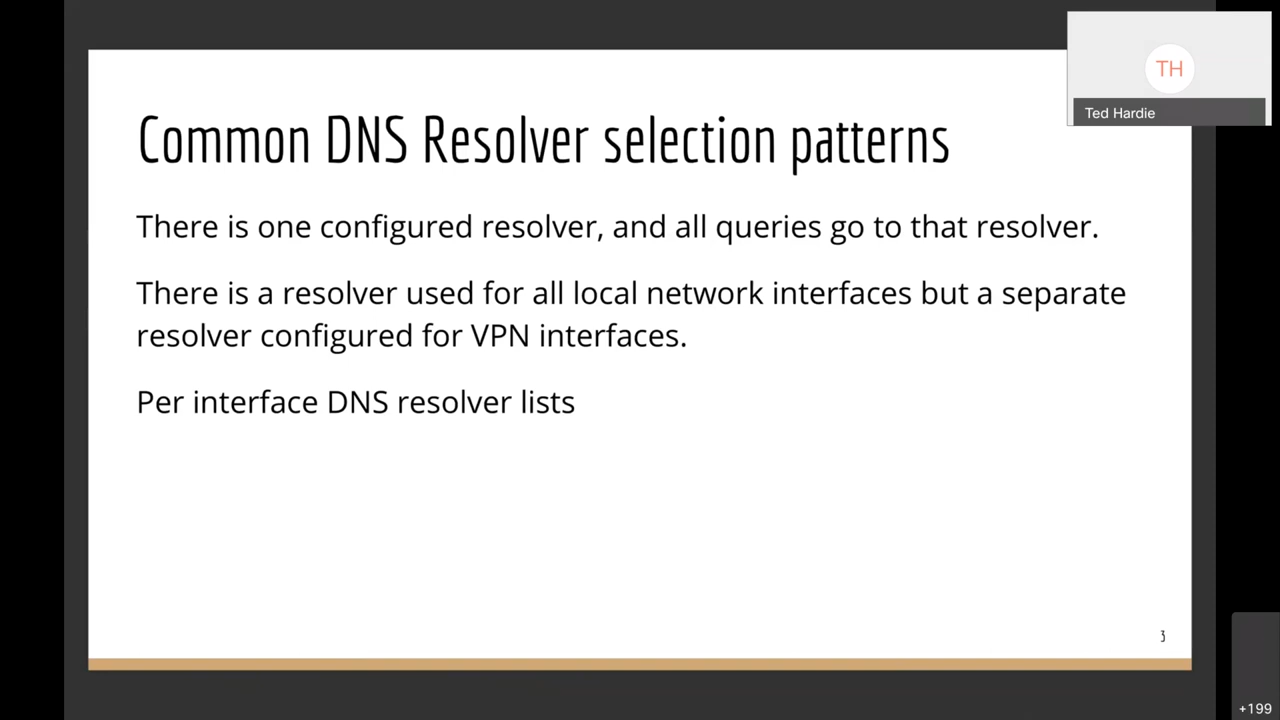 TH
Ted Hardie
Common DNS Resolver selection patterns
There is one configured resolver, and all queries go to that resolver.
There is a resolver used for all local network interfaces but a separate
resolver configured for VPN interfaces.
Per interface DNS resolver lists
3
+199